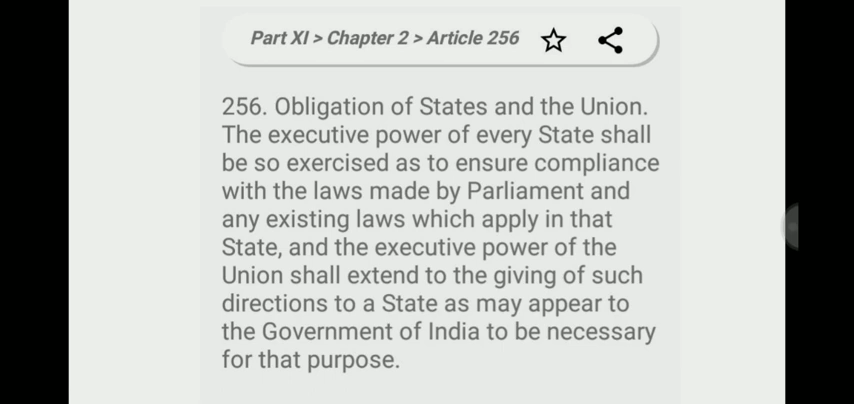 Part XI > Chapter 2 > Article 256
256. Obligation of States and the Union.
The executive power of every State shall
be so exercised as to ensure compliance
with the laws made by Parliament and
any existing laws which apply in that
State, and the executive power of the
Union shall extend to the giving of such
directions to a State as may appear to
the Government of India to be necessary
for that purpose.